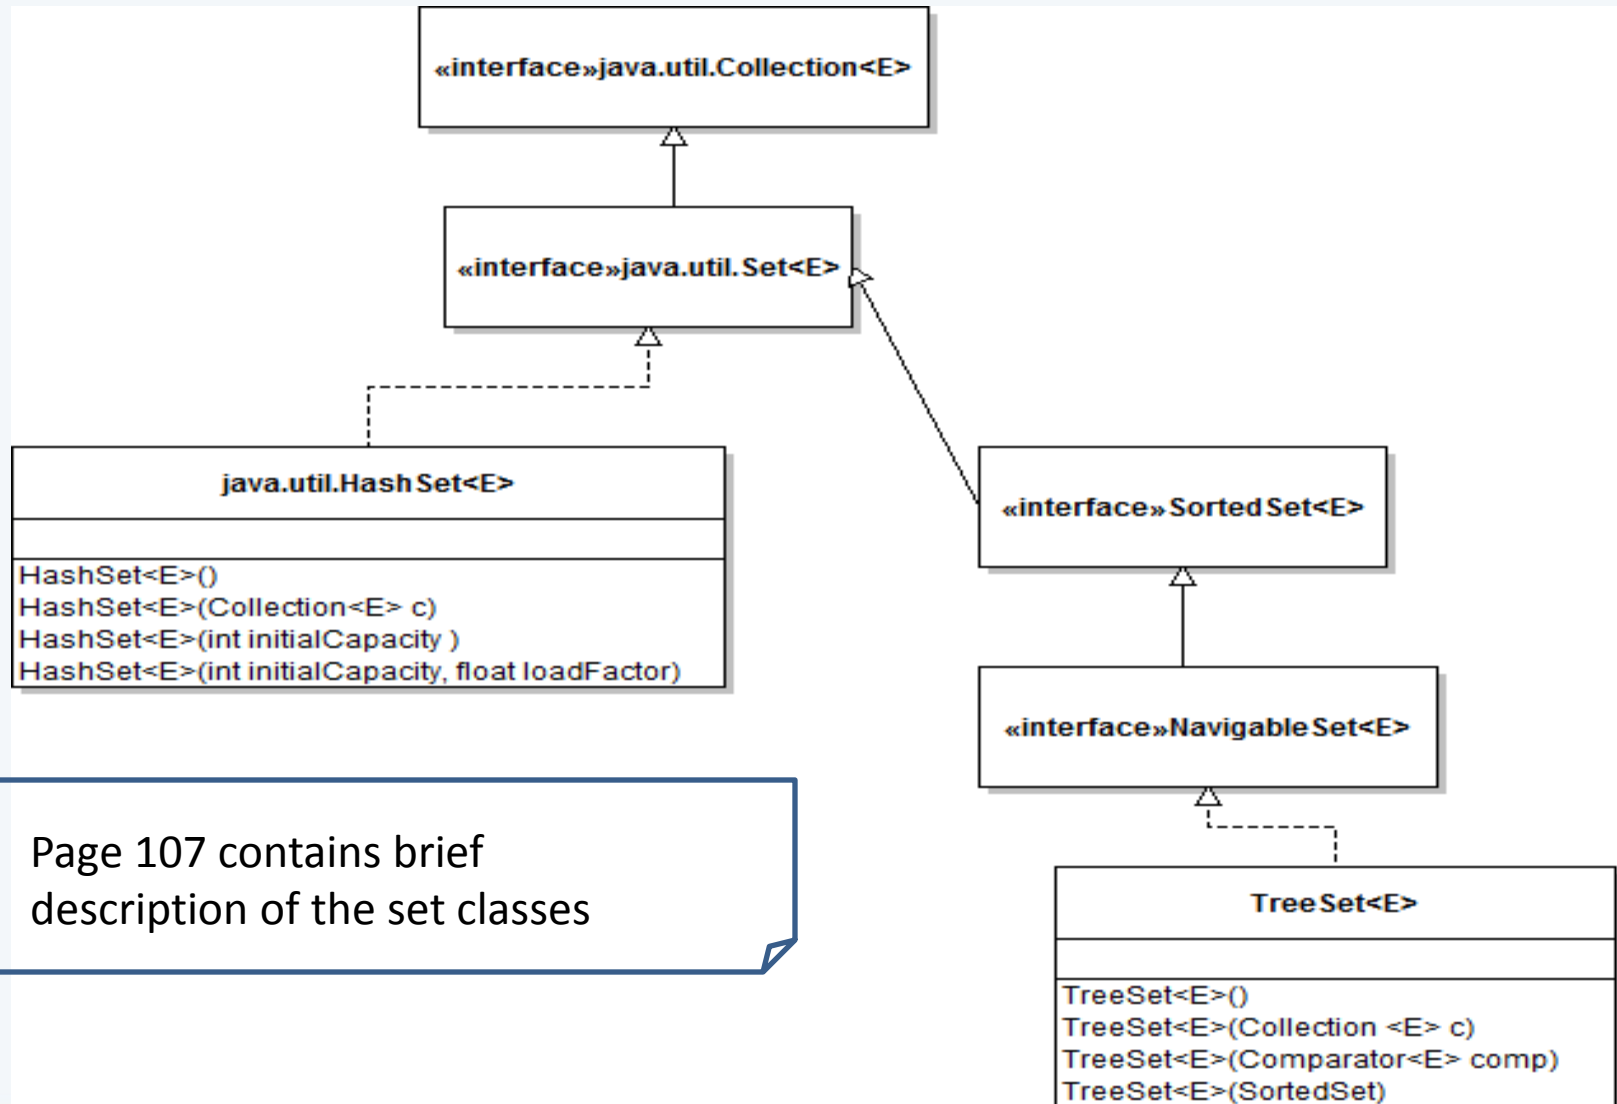 «interface»java.util.Collection<E>
«interface»java.util.Set<E>
java.util.HashSet<E>
HashSet<E>()
HashSet<E>(Collection<E> c)
HashSet<E>(int initialCapacity )
HashSet<E>(int initialCapacity, float loadFactor)
«interface»SortedSet<E>
«interface»NavigableSet<E>
Page 107 contains brief
description of the set classes
TreeSet<E>
TreeSet<E>()
TreeSet<E>(Collection <E> c)
TreeSet<E>(Comparator<E> comp)
TreeSet<E>(SortedSet)